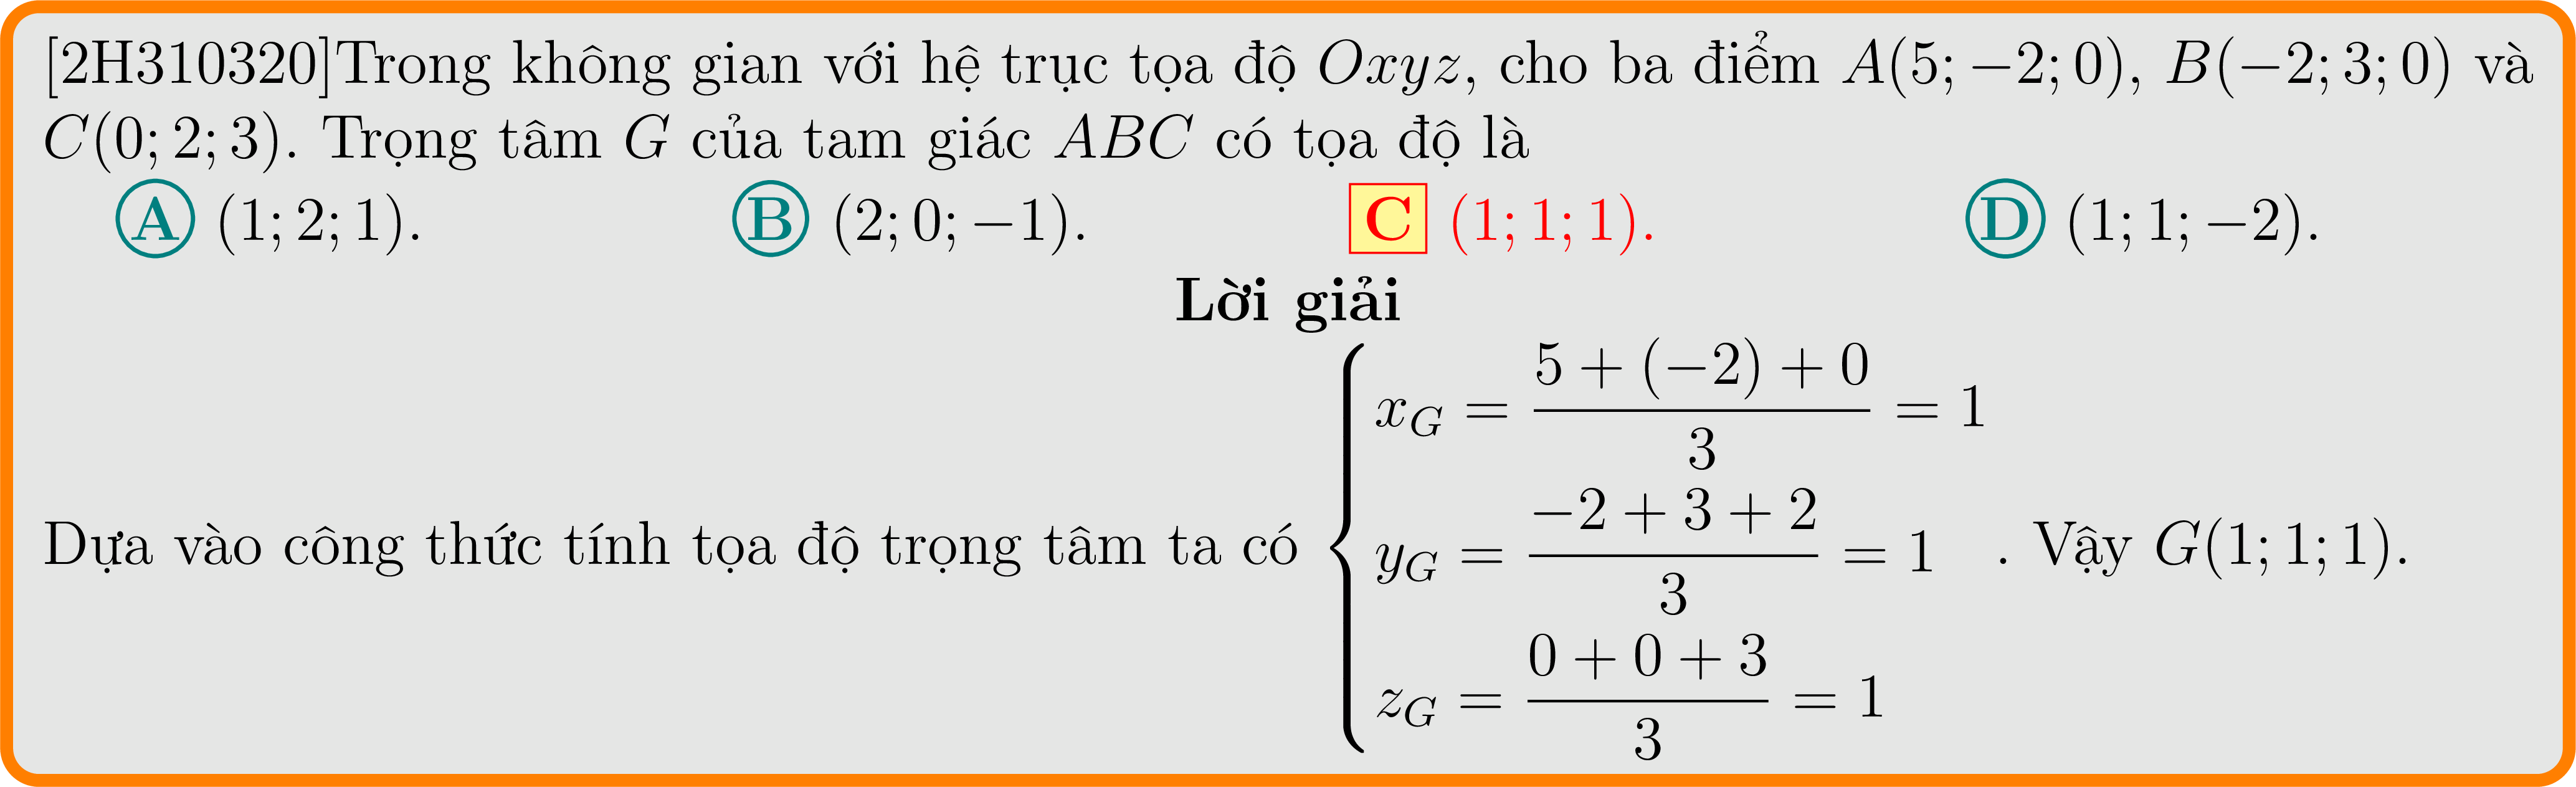 [2H310320]Trong không gian với hệ trục tọa độ Oxyz, cho ba điểm A(5; −2; 0), B(−2; 3; 0) và
C(0; 2; 3). Trọng tâm G của tam giác ABC có tọa độ là
A (1; 2; 1). B (2; 0; −1). C (1; 1; 1). D (1; 1; −2).
Lời giải
Dựa vào công thức tính tọa độ trọng tâm ta có { x_G = \frac{5 + (−2) + 0}{3} = 1
y_G = \frac{−2 + 3 + 2}{3} = 1
z_G = \frac{0 + 0 + 3}{3} = 1
. Vậy G(1; 1; 1).